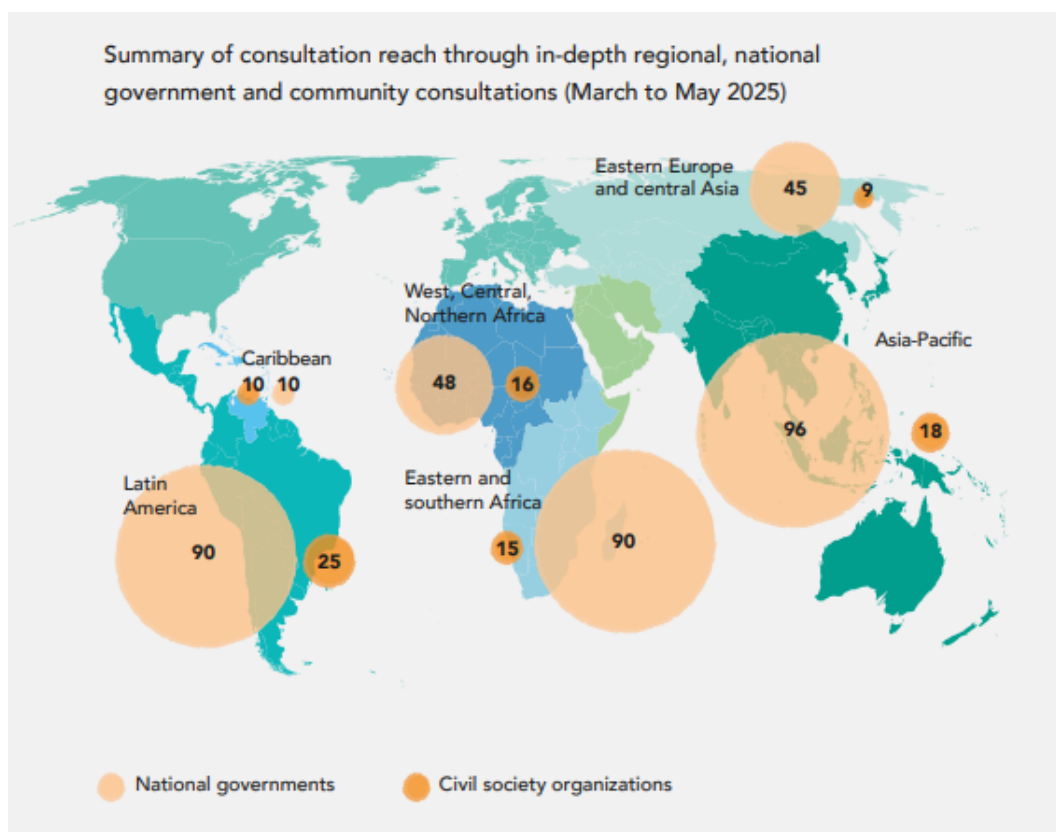 Summary of consultation reach through in-depth regional, national
government and community consultations (March to May 2025)
Eastern Europe
and central Asia
45
9
West, Central,
Northern Africa
48
16
Caribbean
10
10
Asia-Pacific
96
18
Latin
America
90
25
Eastern and
southern Africa
15
90
National governments
Civil society organizations